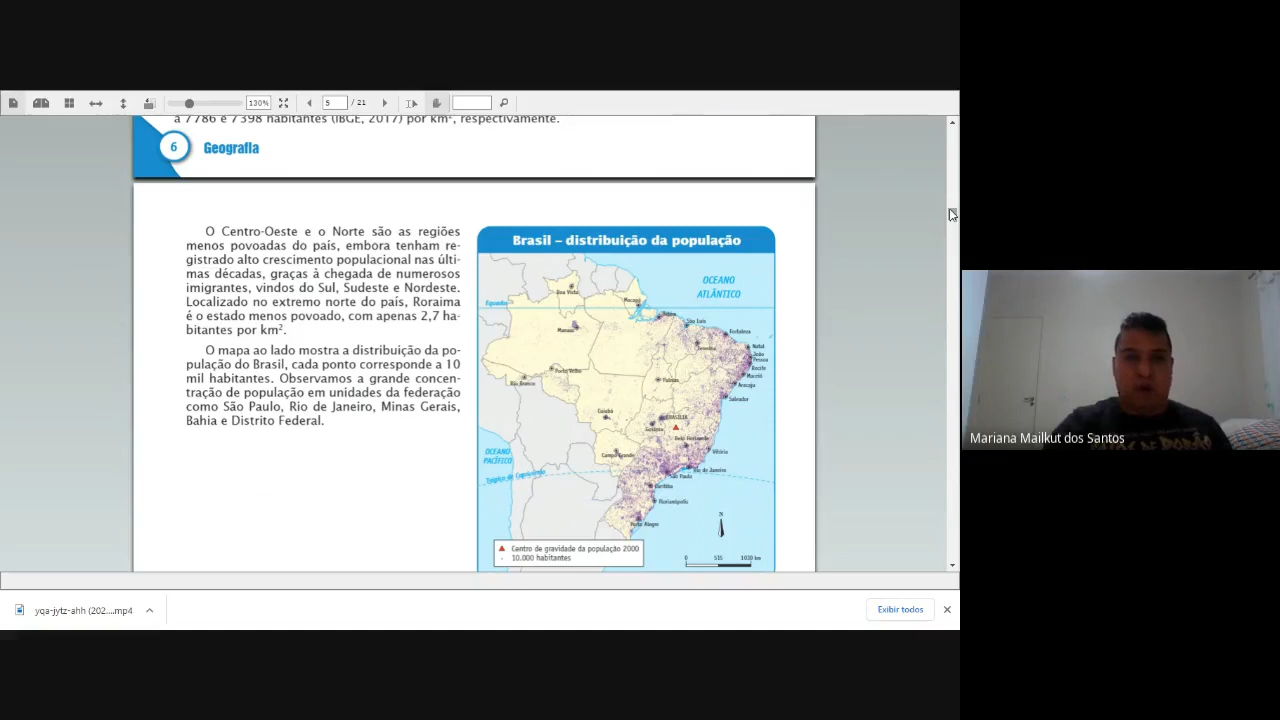 130%
5
/ 21
a 7 786 e 7 398 habitantes (IBGE, 2017) por km², respectivamente.
6
Geografia
O Centro-Oeste e o Norte são as regiões
menos povoadas do país, embora tenham re-
gistrado alto crescimento populacional nas últi-
mas décadas, graças à chegada de numerosos
imigrantes, vindos do Sul, Sudeste e Nordeste.
Localizado no extremo norte do país, Roraima
é o estado menos povoado, com apenas 2,7 ha-
bitantes por km².
O mapa ao lado mostra a distribuição da po-
pulação do Brasil, cada ponto corresponde a 10
mil habitantes. Observamos a grande concen-
tração de população em unidades da federação
como São Paulo, Rio de Janeiro, Minas Gerais,
Bahia e Distrito Federal.
Brasil – distribuição da população
OCEANO
ATLÂNTICO
Boa Vista
Equador
Macapá
Belém
São Luís
Manaus
Fortaleza
Teresina
Natal
João
Pessoa
Recife
Maceió
Aracaju
Porto Velho
Rio Branco
Palmas
Salvador
Cuiabá
BRASÍLIA
Goiânia
Belo Horizonte
Campo Grande
Vitória
OCEANO
PACÍFICO
Rio de Janeiro
São Paulo
Trópico de Capricórnio
Curitiba
Florianópolis
Porto Alegre
N
Centro de gravidade da população 2000
10.000 habitantes
0 515 1030 km
yqa-jytz-ahh (202....mp4
Exibir todos
Mariana Mailkut dos Santos